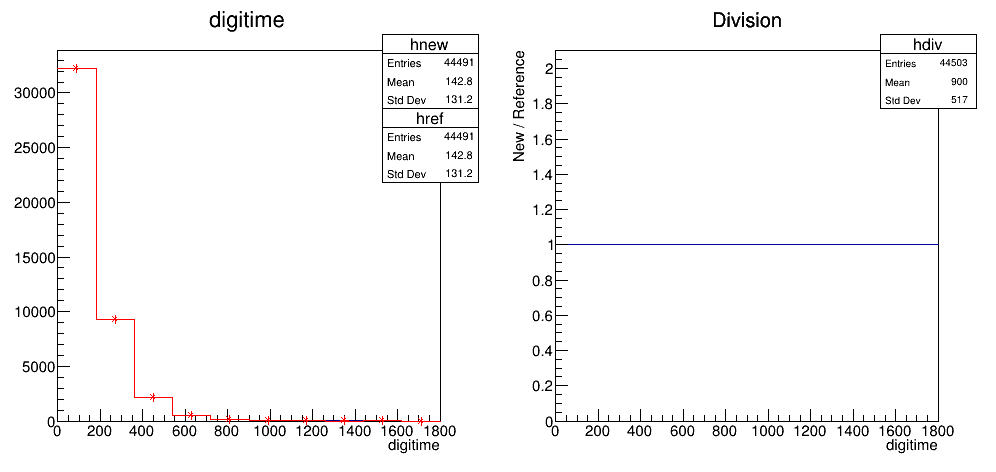 digitime
hnew
Entries 44491
Mean 142.8
Std Dev 131.2
href
Entries 44491
Mean 142.8
Std Dev 131.2
30000
25000
20000
15000
10000
5000
0
0 200 400 600 800 1000 1200 1400 1600 1800
digitime
Division
hdiv
Entries 44503
Mean 900
Std Dev 517
New / Reference
2
1.8
1.6
1.4
1.2
1
0.8
0.6
0.4
0.2
0
0 200 400 600 800 1000 1200 1400 1600 1800
digitime